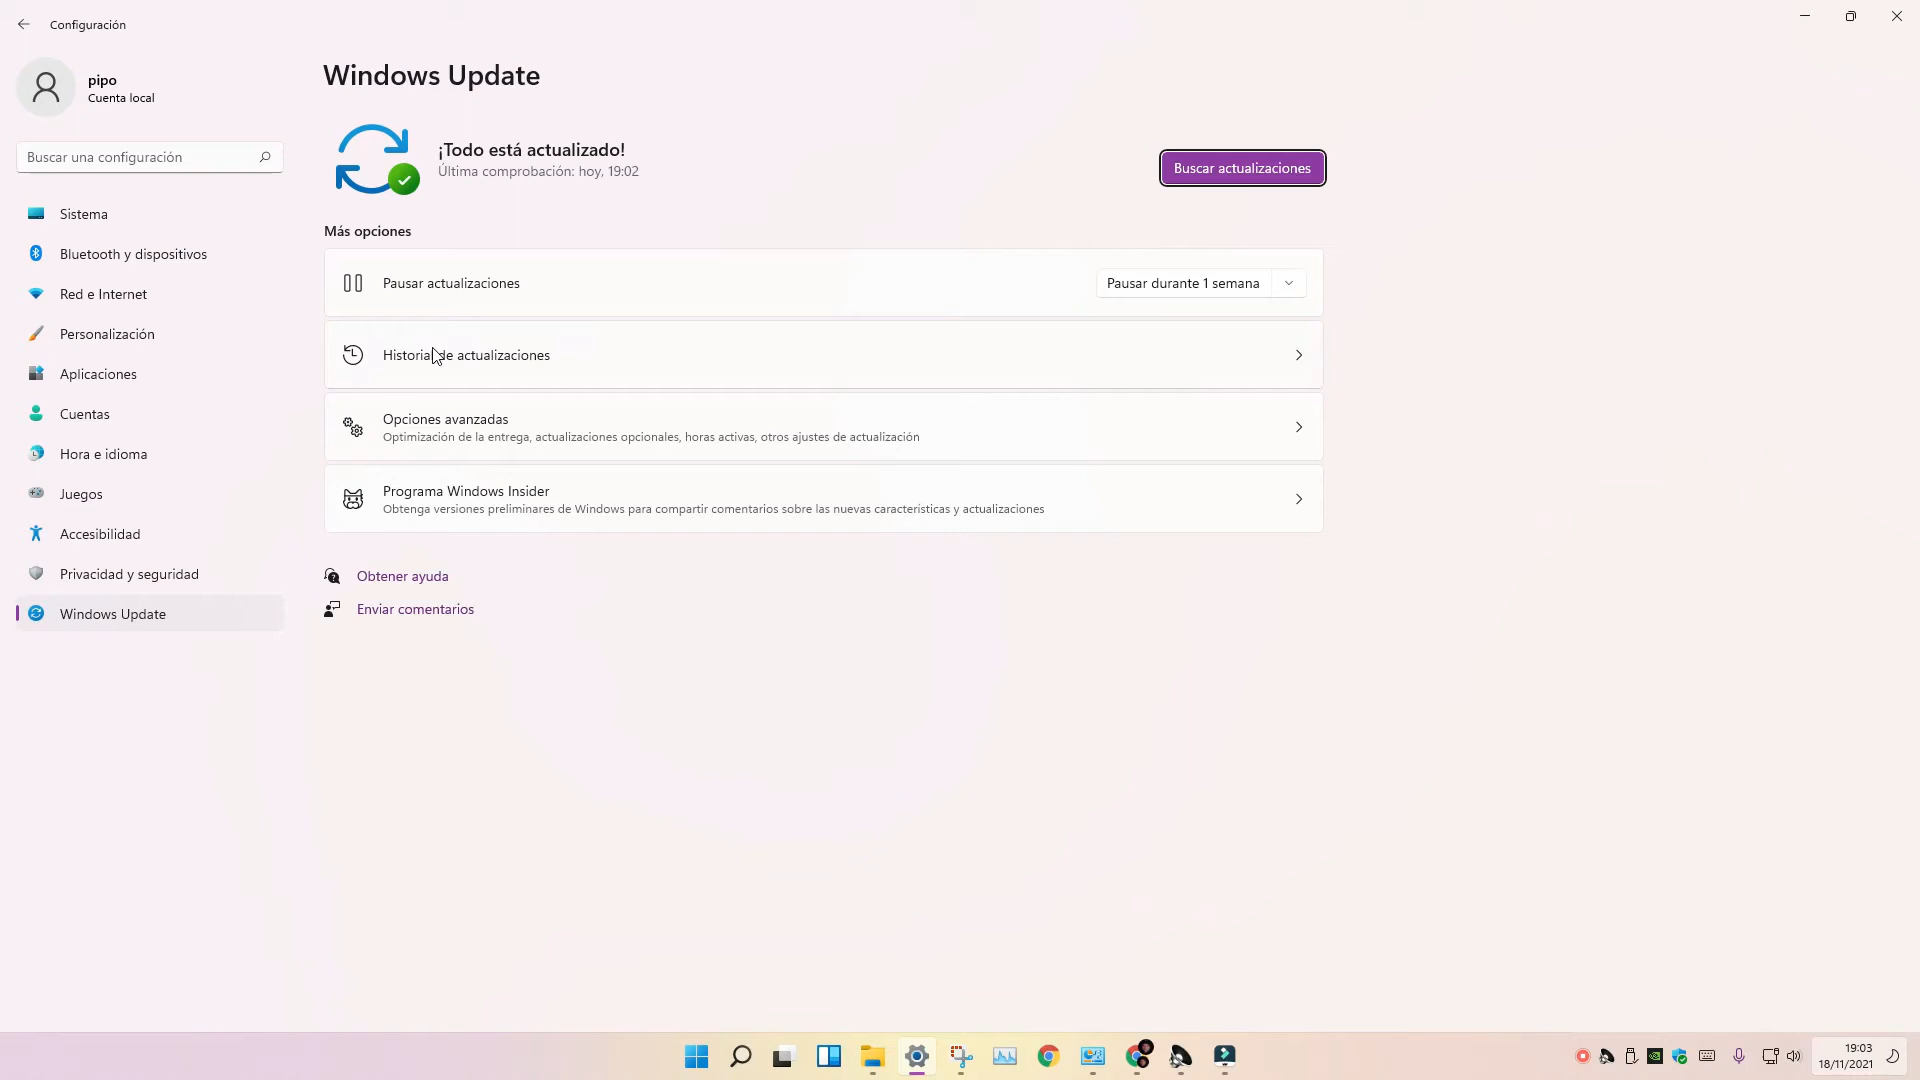 Configuración
pipo
Cuenta local
Buscar una configuración
Sistema
Bluetooth y dispositivos
Red e Internet
Personalización
Aplicaciones
Cuentas
Hora e idioma
Juegos
Accesibilidad
Privacidad y seguridad
Windows Update
Windows Update
¡Todo está actualizado!
Última comprobación: hoy, 19:02
Buscar actualizaciones
Más opciones
Pausar actualizaciones
Pausar durante 1 semana
Historial de actualizaciones
Opciones avanzadas
Optimización de la entrega, actualizaciones opcionales, horas activas, otros ajustes de actualización
Programa Windows Insider
Obtenga versiones preliminares de Windows para compartir comentarios sobre las nuevas características y actualizaciones
Obtener ayuda
Enviar comentarios
19:03
18/11/2021